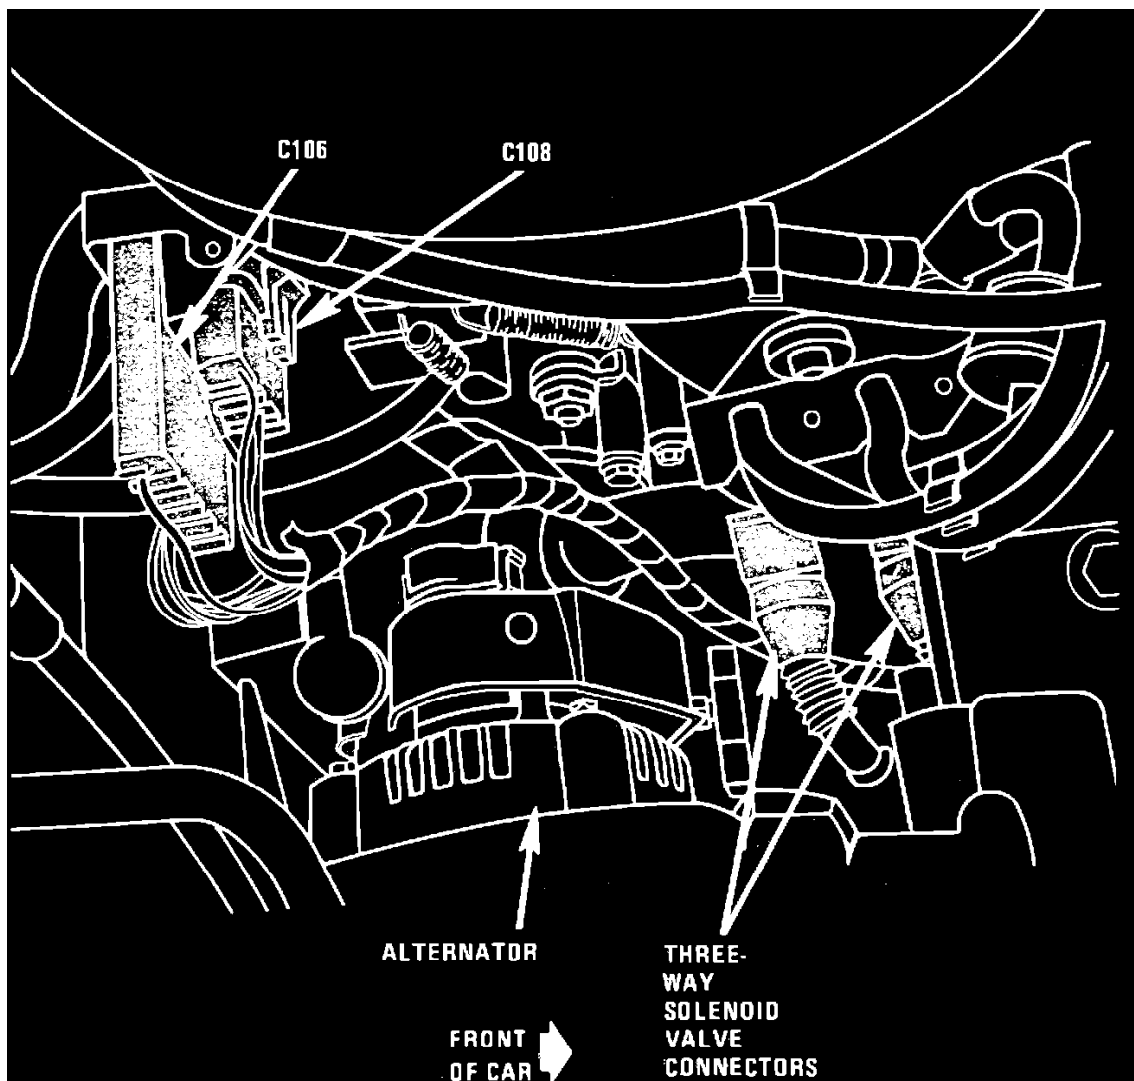 C106
C108
ALTERNATOR
THREE-
WAY
SOLENOID
VALVE
CONNECTORS
FRONT
OF CAR